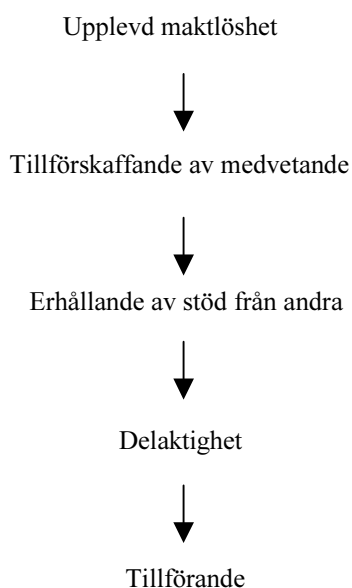 Upplevd maktlöshet
Tillförskaffande av medvetande
Erhållande av stöd från andra
Delaktighet
Tillförande